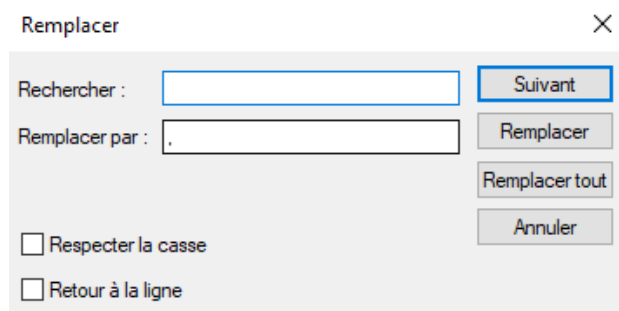 Remplacer
Rechercher :
Suivant
Remplacer par : ,
Remplacer
Remplacer tout
Annuler
Respecter la casse
Retour à la ligne